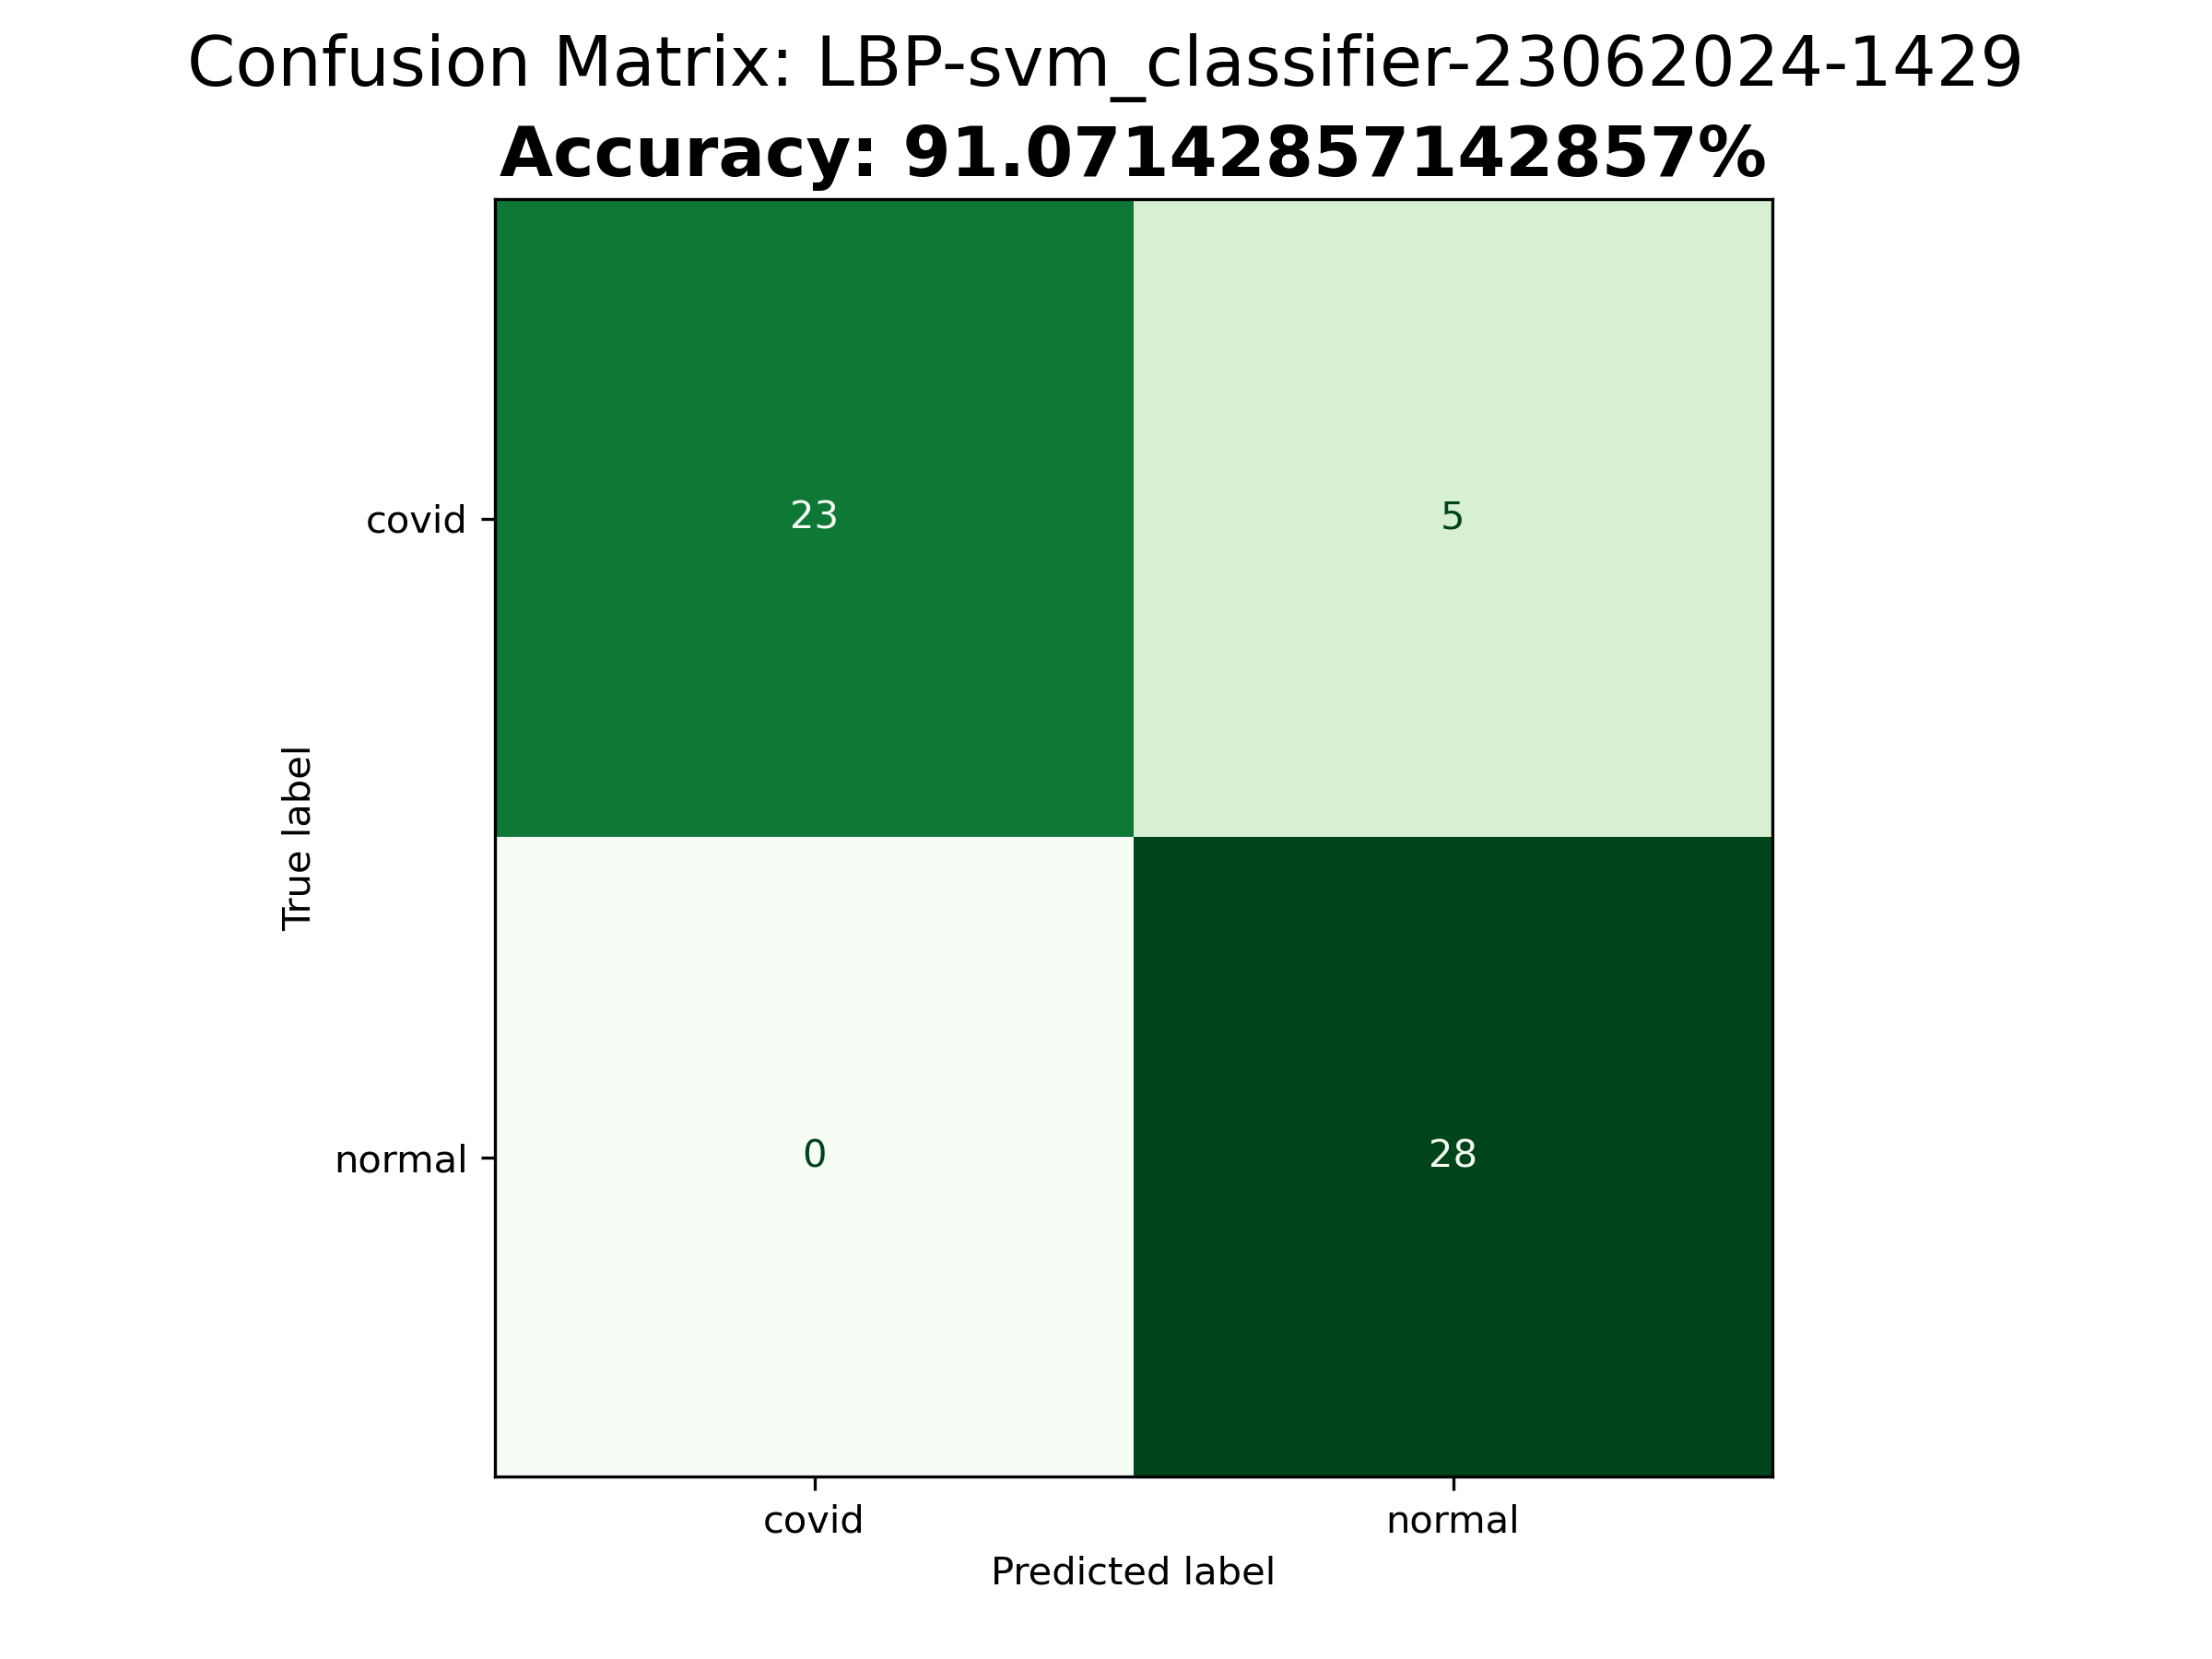 Confusion Matrix: LBP-svm_classifier-23062024-1429
Accuracy: 91.07142857142857%
covid
23
5
True label
normal
0
28
covid
normal
Predicted label